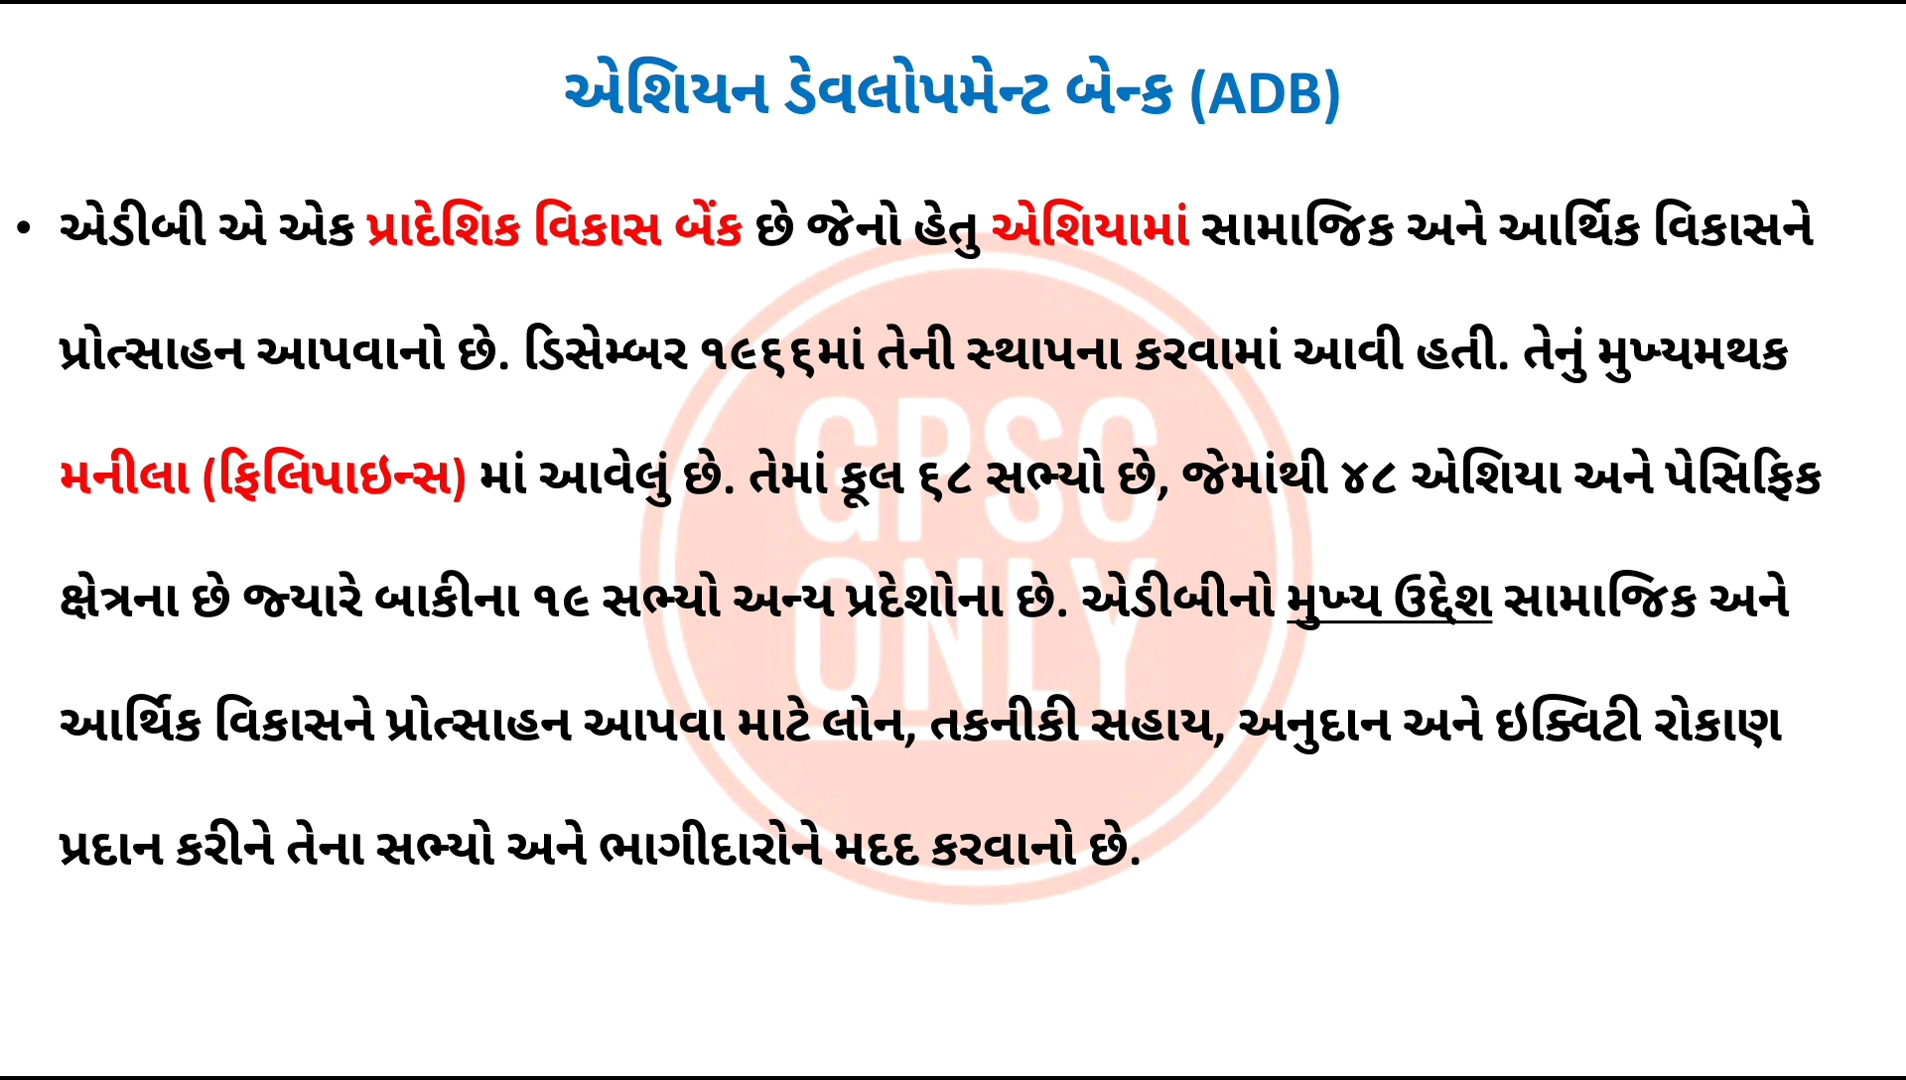 એશિયન ડેવલોપમેન્ટ બેન્ક (ADB)
• એડીબી એ એક પ્રાદેશિક વિકાસ બેંક છે જેનો હેતુ એશિયામાં સામાજિક અને આર્થિક વિકાસને
પ્રોત્સાહન આપવાનો છે. ડિસેમ્બર ૧૯૬૬માં તેની સ્થાપના કરવામાં આવી હતી. તેનું મુખ્યમથક
મનીલા (ફિલિપાઇન્સ) માં આવેલું છે. તેમાં કૂલ ૬૮ સભ્યો છે, જેમાંથી ૪૮ એશિયા અને પેસિફિક
ક્ષેત્રના છે જ્યારે બાકીના ૧૯ સભ્યો અન્ય પ્રદેશોના છે. એડીબીનો મુખ્ય ઉદ્દેશ સામાજિક અને
આર્થિક વિકાસને પ્રોત્સાહન આપવા માટે લોન, તકનીકી સહાય, અનુદાન અને ઇક્વિટી રોકાણ
પ્રદાન કરીને તેના સભ્યો અને ભાગીદારોને મદદ કરવાનો છે.
GPSC
ONLY